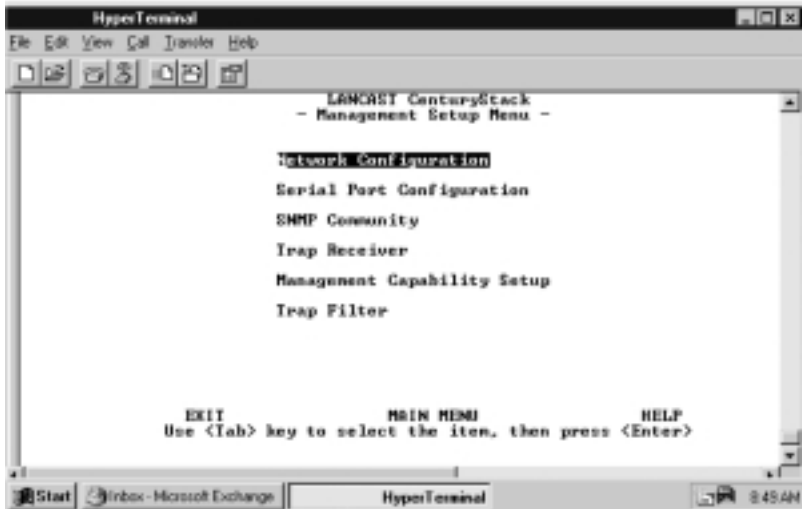 HyperTerminal
File Edit View Call Transfer Help
LANCAST CenturyStack
- Management Setup Menu -
Network Configuration
Serial Port Configuration
SNMP Community
Trap Receiver
Management Capability Setup
Trap Filter
EXIT MAIN MENU HELP
Use <Tab> key to select the item, then press <Enter>
Start Inbox - Microsoft Exchange HyperTerminal 8:49 AM